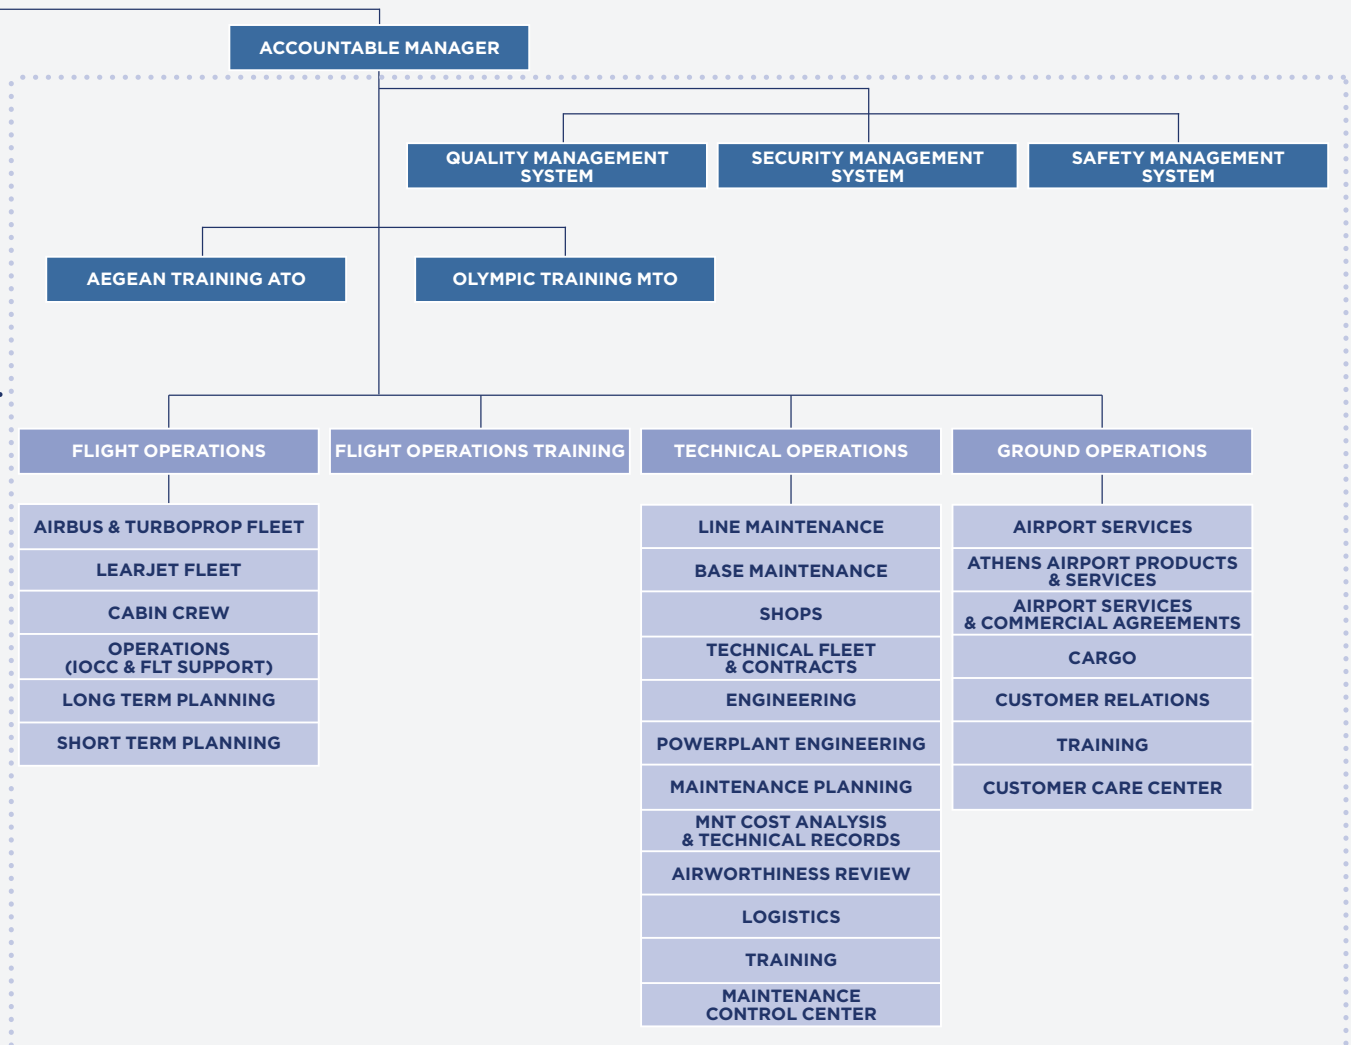 ACCOUNTABLE MANAGER
QUALITY MANAGEMENT
SYSTEM
SECURITY MANAGEMENT
SYSTEM
SAFETY MANAGEMENT
SYSTEM
AEGEAN TRAINING ATO
OLYMPIC TRAINING MTO
FLIGHT OPERATIONS
AIRBUS & TURBOPROP FLEET
LEARJET FLEET
CABIN CREW
OPERATIONS
(IOCC & FLT SUPPORT)
LONG TERM PLANNING
SHORT TERM PLANNING
FLIGHT OPERATIONS TRAINING
TECHNICAL OPERATIONS
LINE MAINTENANCE
BASE MAINTENANCE
SHOPS
TECHNICAL FLEET
& CONTRACTS
ENGINEERING
POWERPLANT ENGINEERING
MAINTENANCE PLANNING
MNT COST ANALYSIS
& TECHNICAL RECORDS
AIRWORTHINESS REVIEW
LOGISTICS
TRAINING
MAINTENANCE
CONTROL CENTER
GROUND OPERATIONS
AIRPORT SERVICES
ATHENS AIRPORT PRODUCTS
& SERVICES
AIRPORT SERVICES
& COMMERCIAL AGREEMENTS
CARGO
CUSTOMER RELATIONS
TRAINING
CUSTOMER CARE CENTER